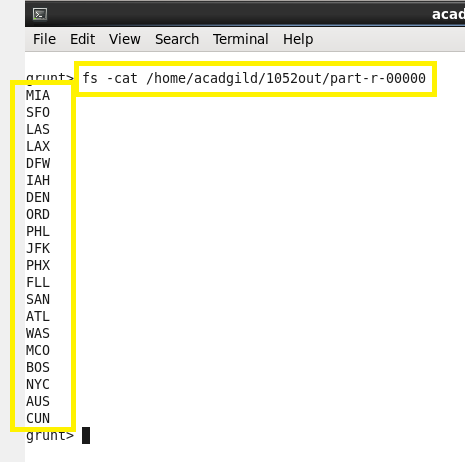 acad
File Edit View Search Terminal Help
grunt> fs -cat /home/acadgild/1052out/part-r-00000
MIA
SFO
LAS
LAX
DFW
IAH
DEN
ORD
PHL
JFK
PHX
FLL
SAN
ATL
WAS
MCO
BOS
NYC
AUS
CUN
grunt>